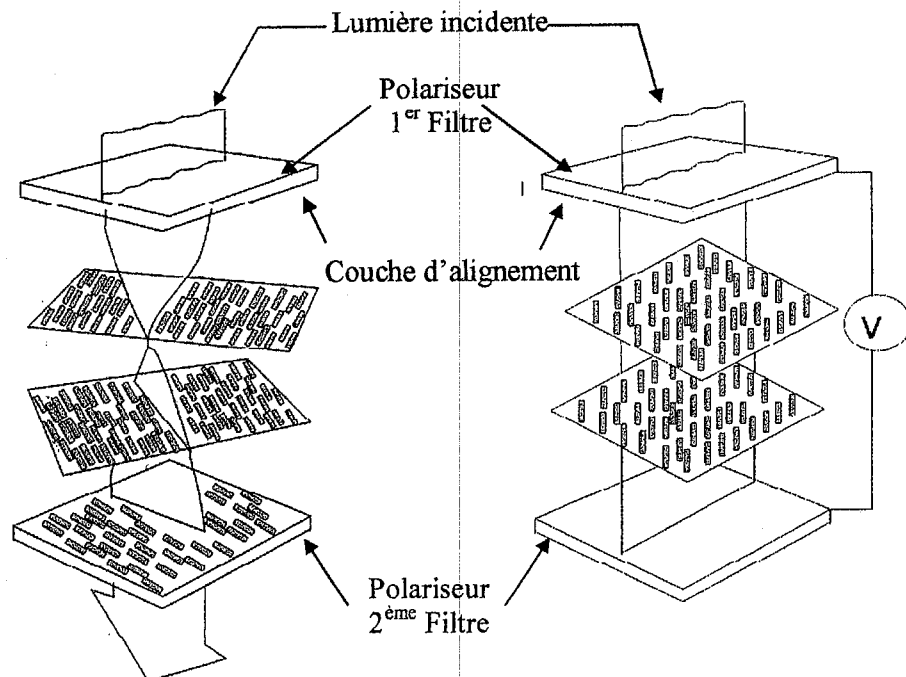 Lumière incidente
Polariseur
1er Filtre
Couche d'alignement
V
Polariseur
2ème Filtre